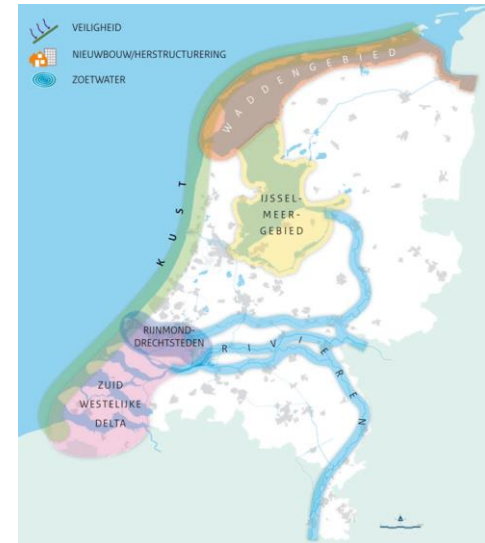 VEILIGHEID
NIEUWBOUW/HERSTRUCTURERING
ZOETWATER
WADDENGEBIED
IJSSEL-
MEER-
GEBIED
KUST
RIJNMOND-
DRECHTSTEDEN
RIVIEREN
ZUID
WESTELIJKE
DELTA